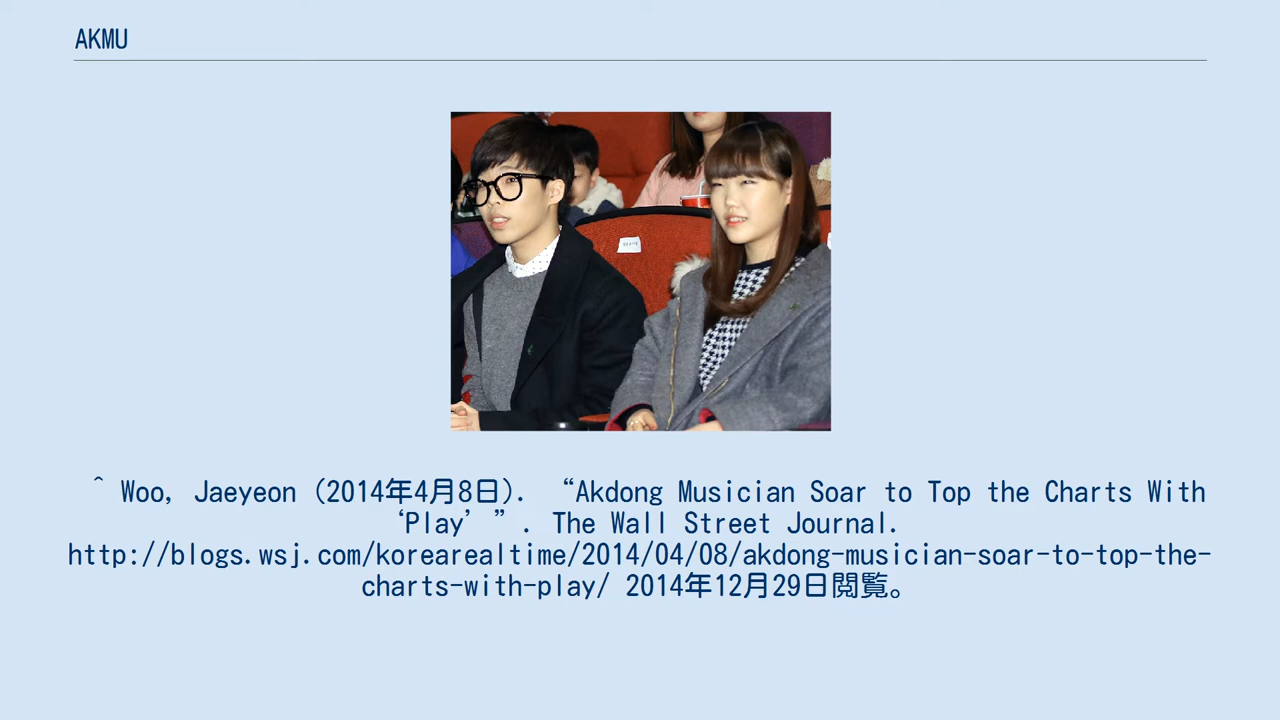 AKMU
^ Woo, Jaeyeon (2014年4月8日). “Akdong Musician Soar to Top the Charts With
‘Play’”. The Wall Street Journal.
http://blogs.wsj.com/korearealtime/2014/04/08/akdong-musician-soar-to-top-the-
charts-with-play/ 2014年12月29日閲覧。